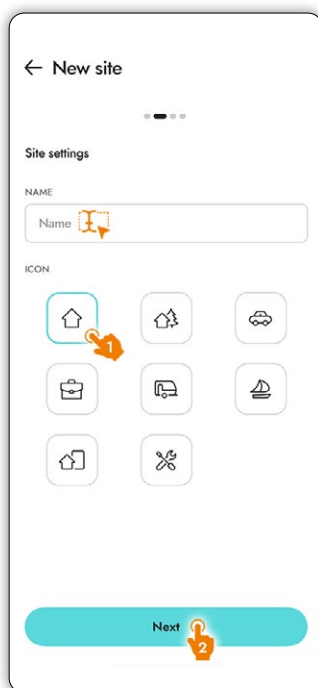 ← New site
Site settings
NAME
Name
ICON
1
Next
2